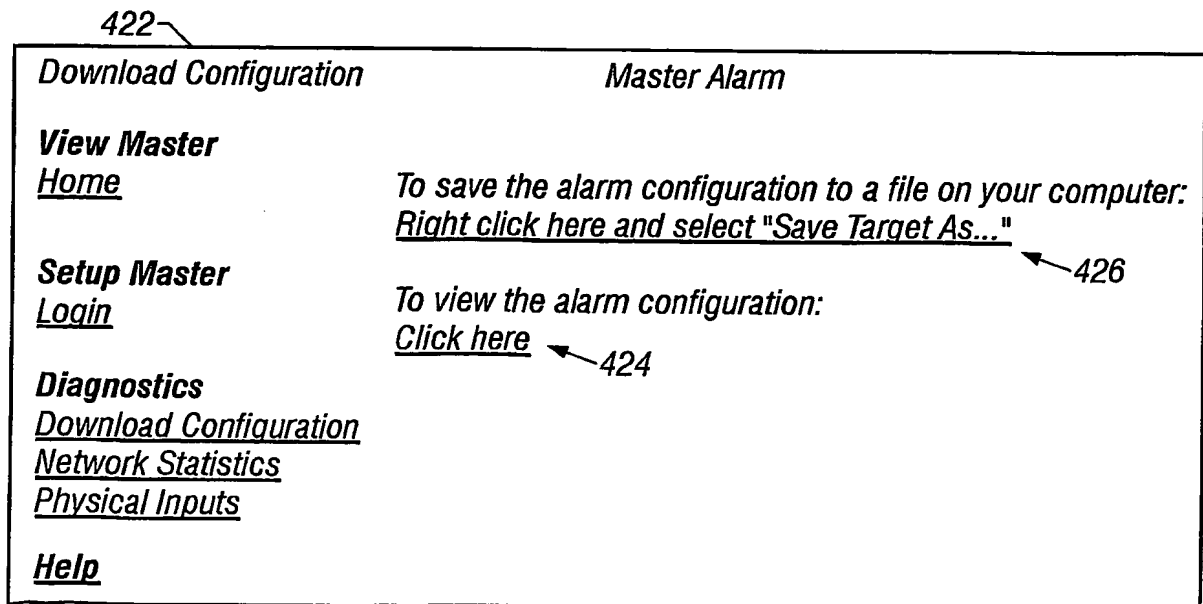 422
Download Configuration Master Alarm
View Master
Home
To save the alarm configuration to a file on your computer:
Right click here and select "Save Target As..."
426
Setup Master
Login
To view the alarm configuration:
Click here
424
Diagnostics
Download Configuration
Network Statistics
Physical Inputs
Help